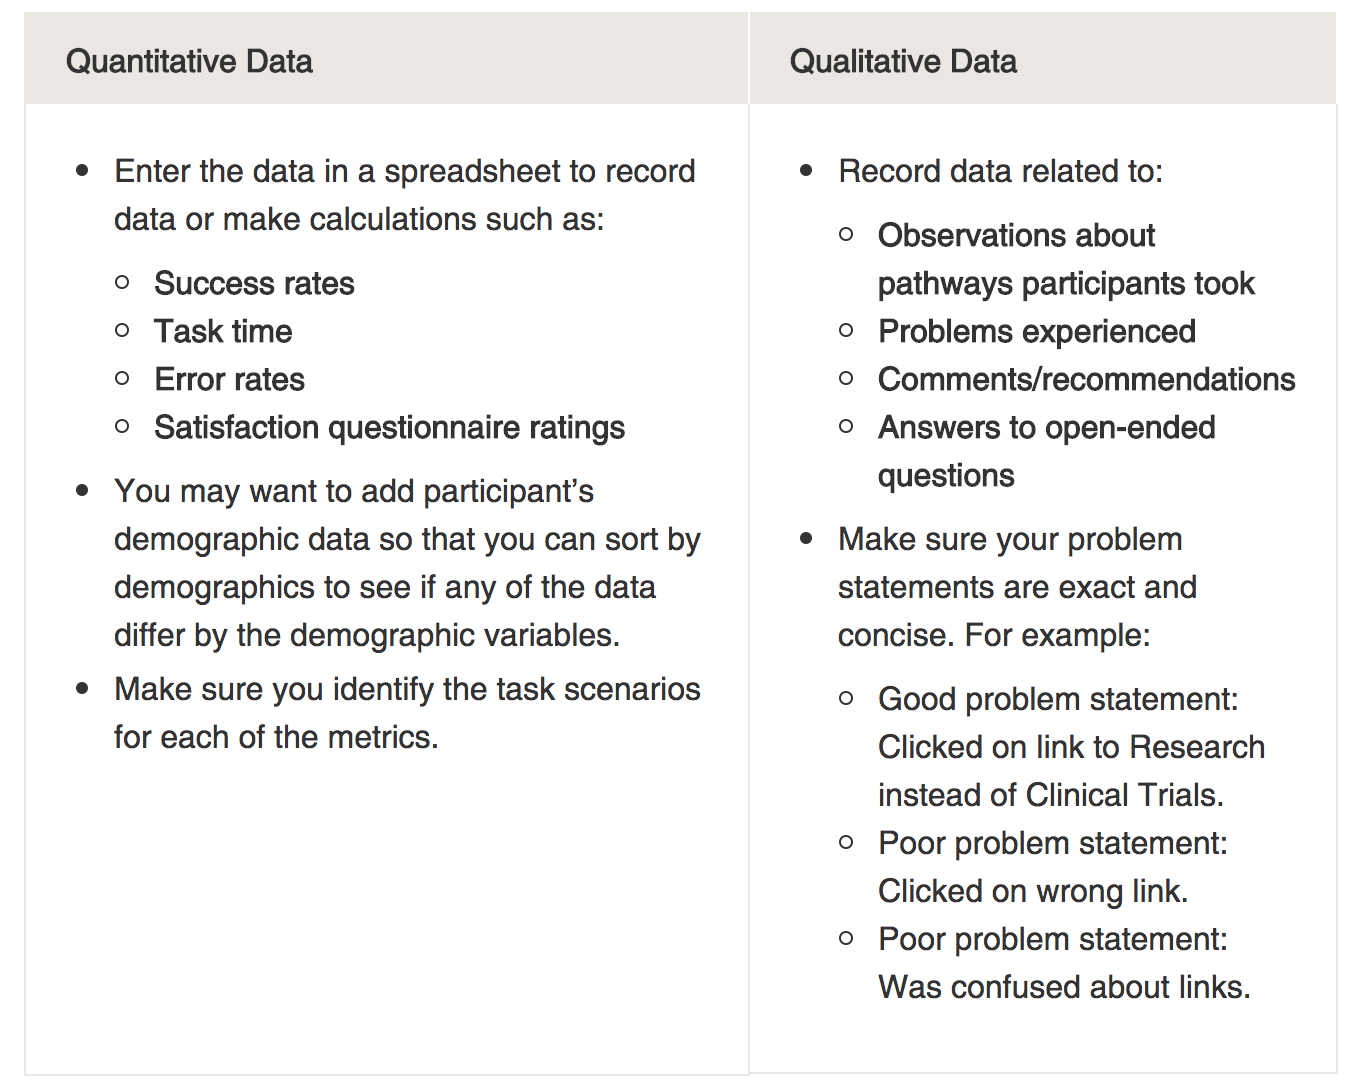 Quantitative Data
Enter the data in a spreadsheet to record
data or make calculations such as:
Success rates
Task time
Error rates
Satisfaction questionnaire ratings
You may want to add participant’s
demographic data so that you can sort by
demographics to see if any of the data
differ by the demographic variables.
Make sure you identify the task scenarios
for each of the metrics.
Qualitative Data
Record data related to:
Observations about
pathways participants took
Problems experienced
Comments/recommendations
Answers to open-ended
questions
Make sure your problem
statements are exact and
concise. For example:
Good problem statement:
Clicked on link to Research
instead of Clinical Trials.
Poor problem statement:
Clicked on wrong link.
Poor problem statement:
Was confused about links.